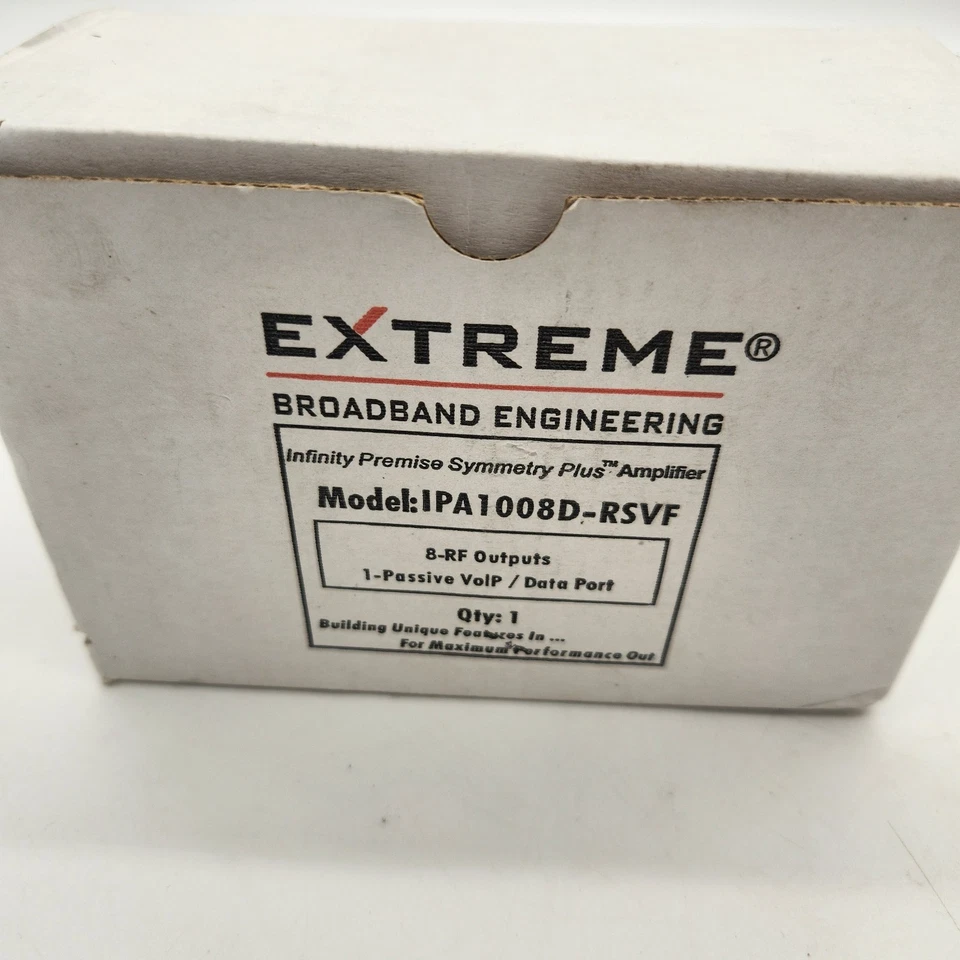 EXTREME®
BROADBAND ENGINEERING
Infinity Premise Symmetry Plus™ Amplifier
Model:IPA1008D-RSVF
8-RF Outputs
1-Passive VoIP / Data Port
Qty: 1
Building Unique Features In ...
For Maximum Performance Out